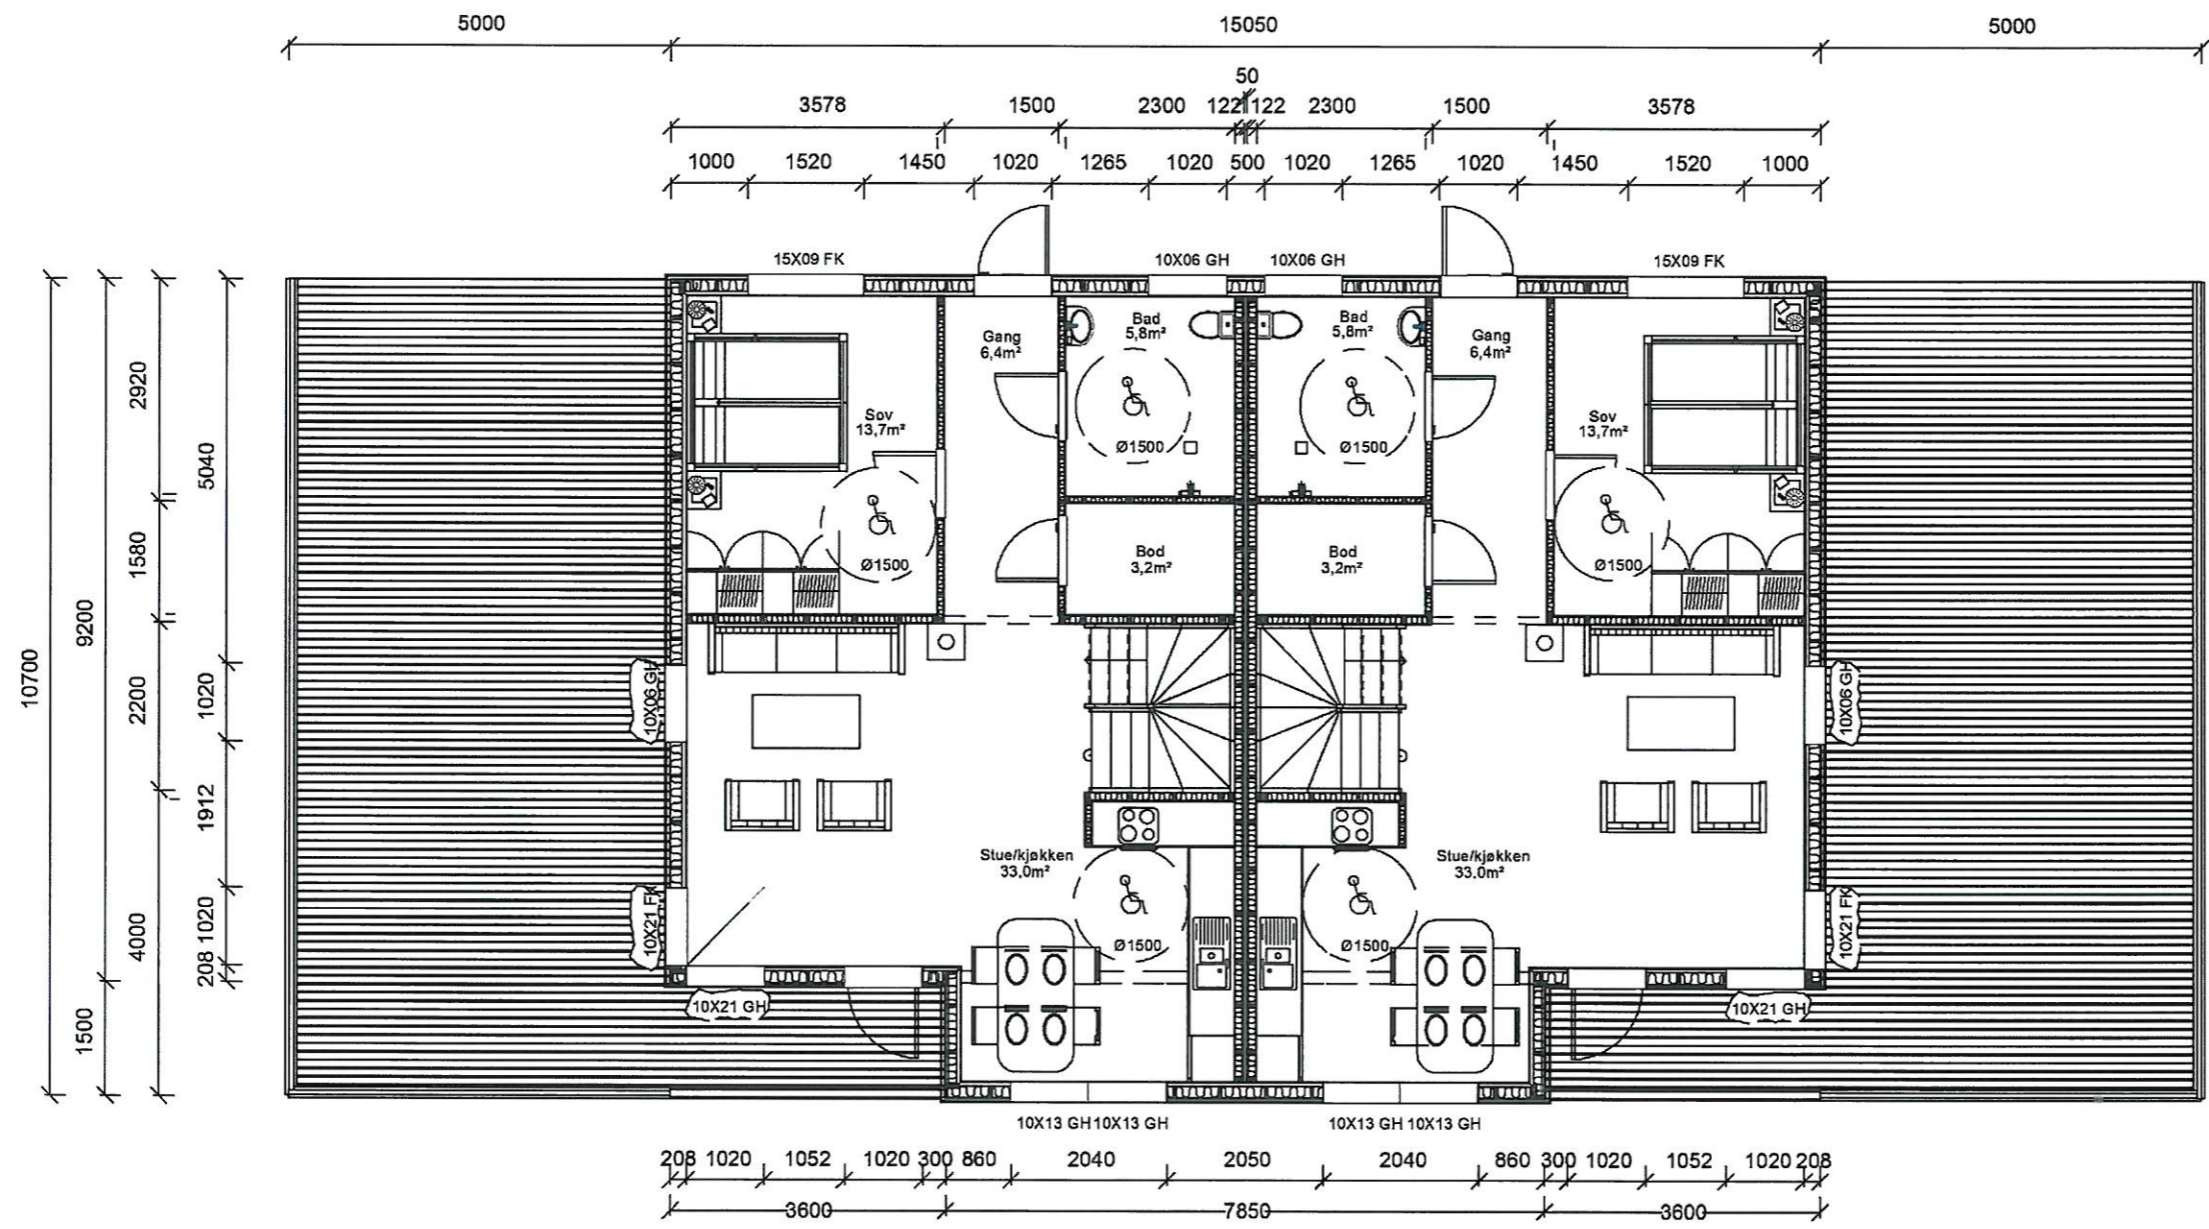 5000 15050 5000
50
3578 1500 2300 122 122 2300 1500 3578
1000 1520 1450 1020 1265 1020 500 1020 1265 1020 1450 1520 1000
15X09 FK 10X06 GH 10X06 GH 15X09 FK
Gang
6,4m²
Bad
5,8m²
Bad
5,8m²
Gang
6,4m²
Sov
13,7m²
Ø1500
Ø1500
Sov
13,7m²
Ø1500
Bod
3,2m²
Bod
3,2m²
Ø1500
10700
9200
1500
2920
1580
2200
4000
5040
1020
1912
1020
208
10X06 GH
10X06 GH
Stue/kjøkken
33,0m²
Stue/kjøkken
33,0m²
10X21 FK
Ø1500
Ø1500
10X21 FK
10X21 GH
10X21 GH
10X13 GH 10X13 GH 10X13 GH 10X13 GH
208 1020 1052 1020 300 860 2040 2050 2040 860 300 1020 1052 1020 208
3600 7850 3600